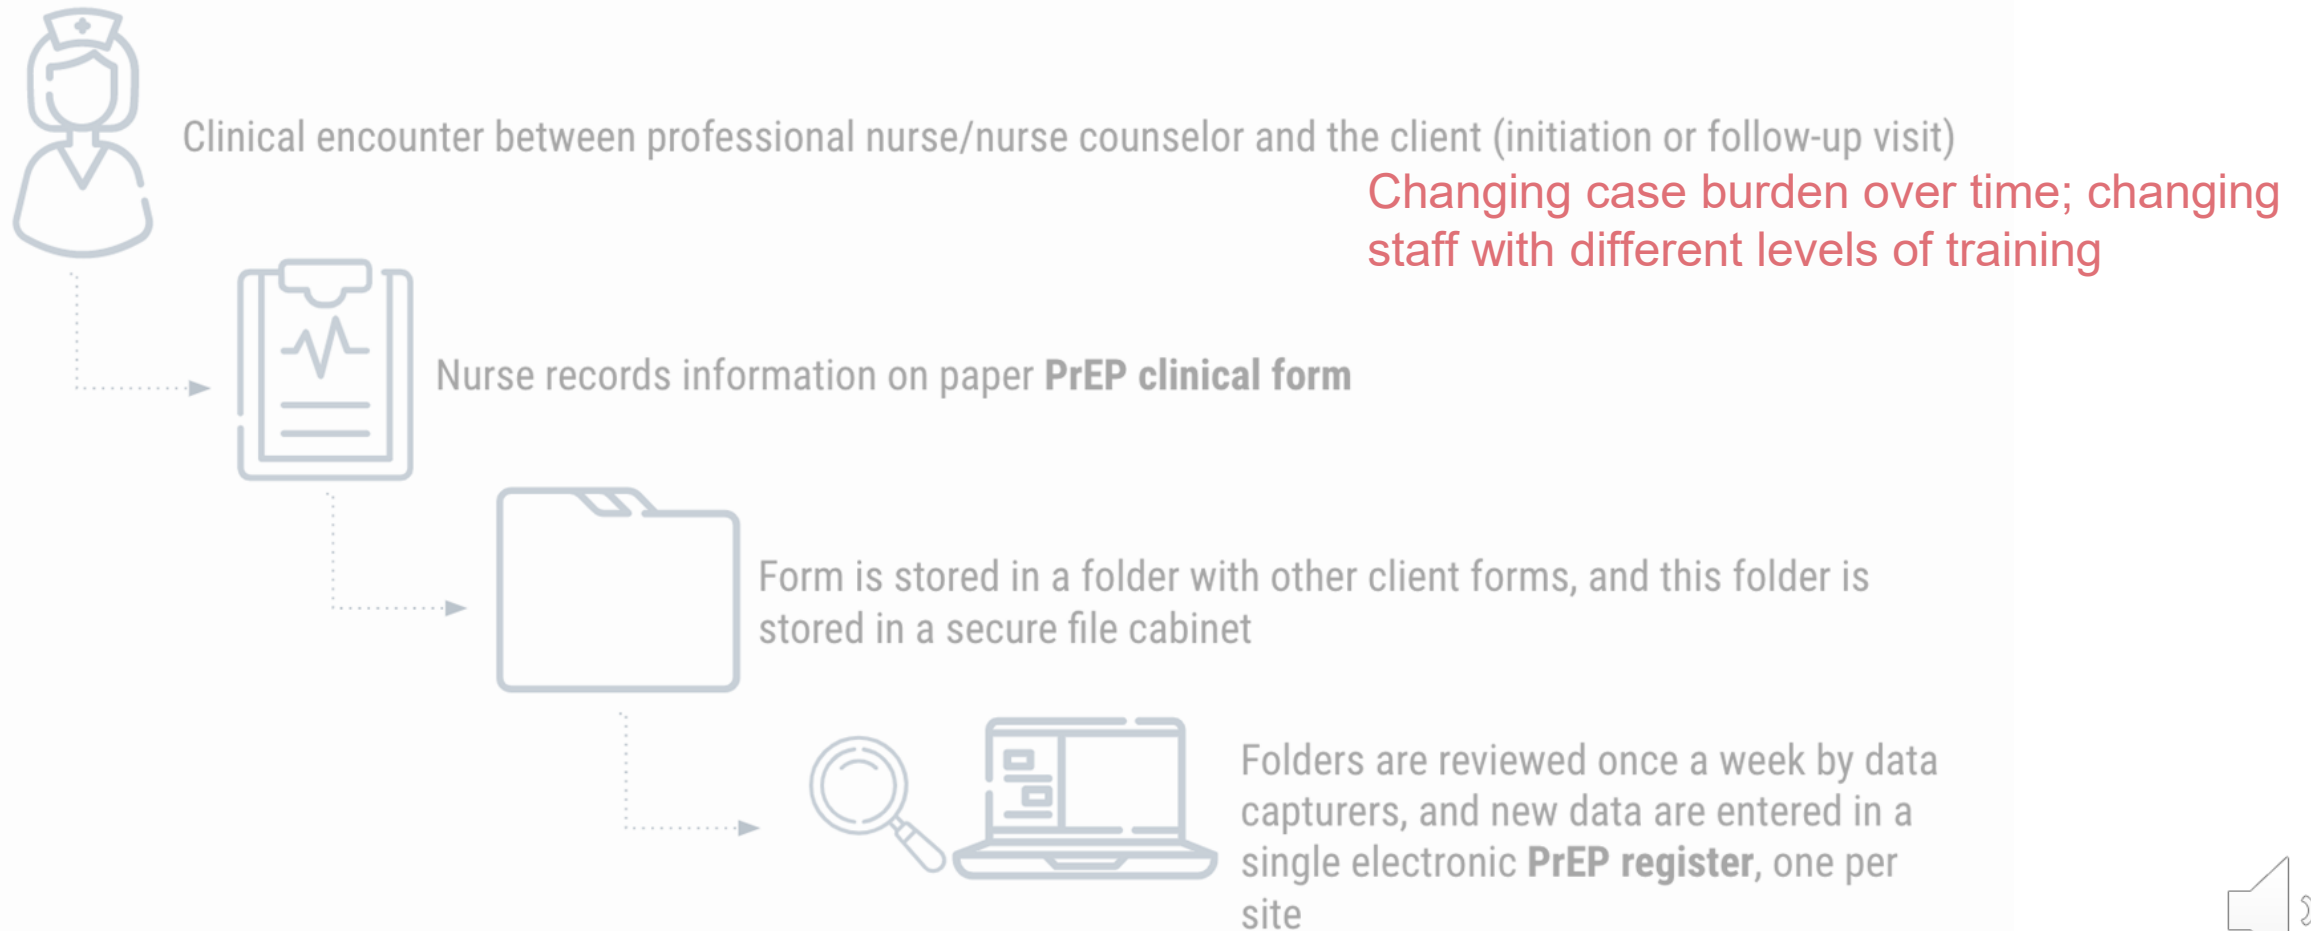 Clinical encounter between professional nurse/nurse counselor and the client (initiation or follow-up visit)
Changing case burden over time; changing
staff with different levels of training
Nurse records information on paper PrEP clinical form
Form is stored in a folder with other client forms, and this folder is
stored in a secure file cabinet
Folders are reviewed once a week by data
capturers, and new data are entered in a
single electronic PrEP register, one per
site